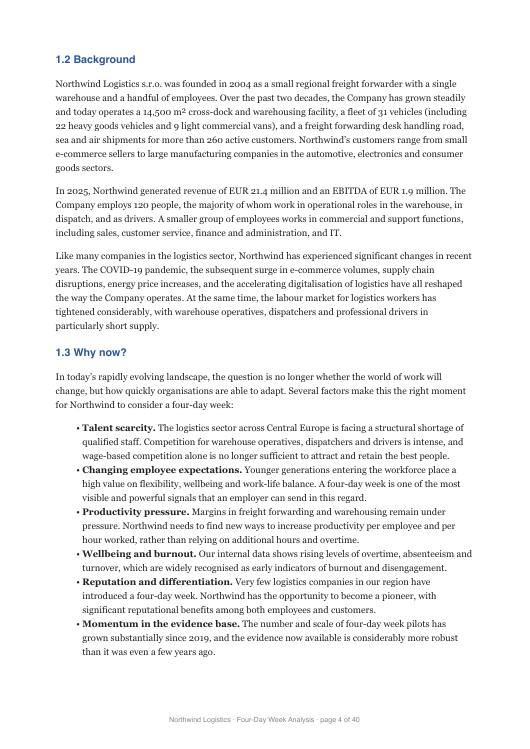 1.2 Background
Northwind Logistics s.r.o. was founded in 2004 as a small regional freight forwarder with a single
warehouse and a handful of employees. Over the past two decades, the Company has grown steadily
and today operates a 14,500 m² cross-dock and warehousing facility, a fleet of 31 vehicles (including
22 heavy goods vehicles and 9 light commercial vans), and a freight forwarding desk handling road,
sea and air shipments for more than 260 active customers. Northwind's customers range from small
e-commerce sellers to large manufacturing companies in the automotive, electronics and consumer
goods sectors.
In 2025, Northwind generated revenue of EUR 21.4 million and an EBITDA of EUR 1.9 million. The
Company employs 120 people, the majority of whom work in operational roles in the warehouse, in
dispatch, and as drivers. A smaller group of employees works in commercial and support functions,
including sales, customer service, finance and administration, and IT.
Like many companies in the logistics sector, Northwind has experienced significant changes in recent
years. The COVID-19 pandemic, the subsequent surge in e-commerce volumes, supply chain
disruptions, energy price increases, and the accelerating digitalisation of logistics have all reshaped
the way the Company operates. At the same time, the labour market for logistics workers has
tightened considerably, with warehouse operatives, dispatchers and professional drivers in
particularly short supply.
1.3 Why now?
In today's rapidly evolving landscape, the question is no longer whether the world of work will
change, but how quickly organisations are able to adapt. Several factors make this the right moment
for Northwind to consider a four-day week:
• Talent scarcity. The logistics sector across Central Europe is facing a structural shortage of
qualified staff. Competition for warehouse operatives, dispatchers and drivers is intense, and
wage-based competition alone is no longer sufficient to attract and retain the best people.
• Changing employee expectations. Younger generations entering the workforce place a
high value on flexibility, wellbeing and work-life balance. A four-day week is one of the most
visible and powerful signals that an employer can send in this regard.
• Productivity pressure. Margins in freight forwarding and warehousing remain under
pressure. Northwind needs to find new ways to increase productivity per employee and per
hour worked, rather than relying on additional hours and overtime.
• Wellbeing and burnout. Our internal data shows rising levels of overtime, absenteeism and
turnover, which are widely recognised as early indicators of burnout and disengagement.
• Reputation and differentiation. Very few logistics companies in our region have
introduced a four-day week. Northwind has the opportunity to become a pioneer, with
significant reputational benefits among both employees and customers.
• Momentum in the evidence base. The number and scale of four-day week pilots has
grown substantially since 2019, and the evidence now available is considerably more robust
than it was even a few years ago.
Northwind Logistics · Four-Day Week Analysis · page 4 of 40